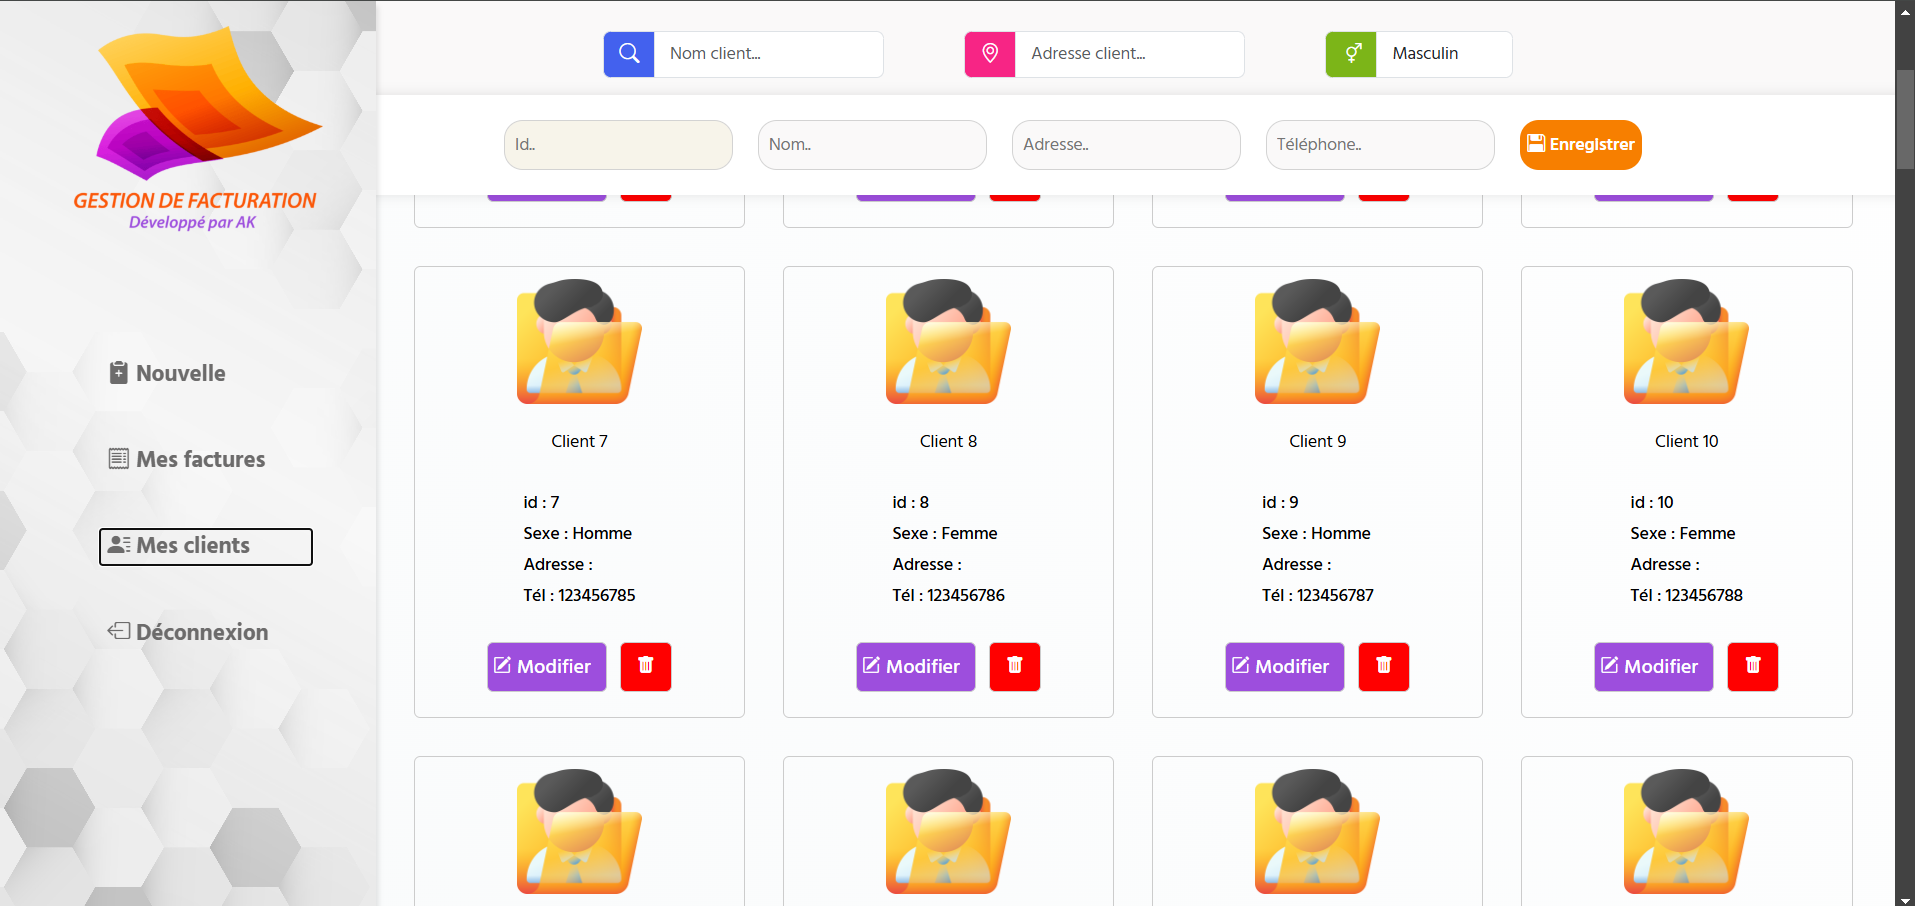 GESTION DE FACTURATION
Développé par AK
Nouvelle
Mes factures
Mes clients
Déconnexion
Nom client...
Adresse client...
Masculin
Id..
Nom..
Adresse..
Téléphone..
Enregistrer
Client 7
id : 7
Sexe : Homme
Adresse :
Tél : 123456785
Modifier
Client 8
id : 8
Sexe : Femme
Adresse :
Tél : 123456786
Modifier
Client 9
id : 9
Sexe : Homme
Adresse :
Tél : 123456787
Modifier
Client 10
id : 10
Sexe : Femme
Adresse :
Tél : 123456788
Modifier